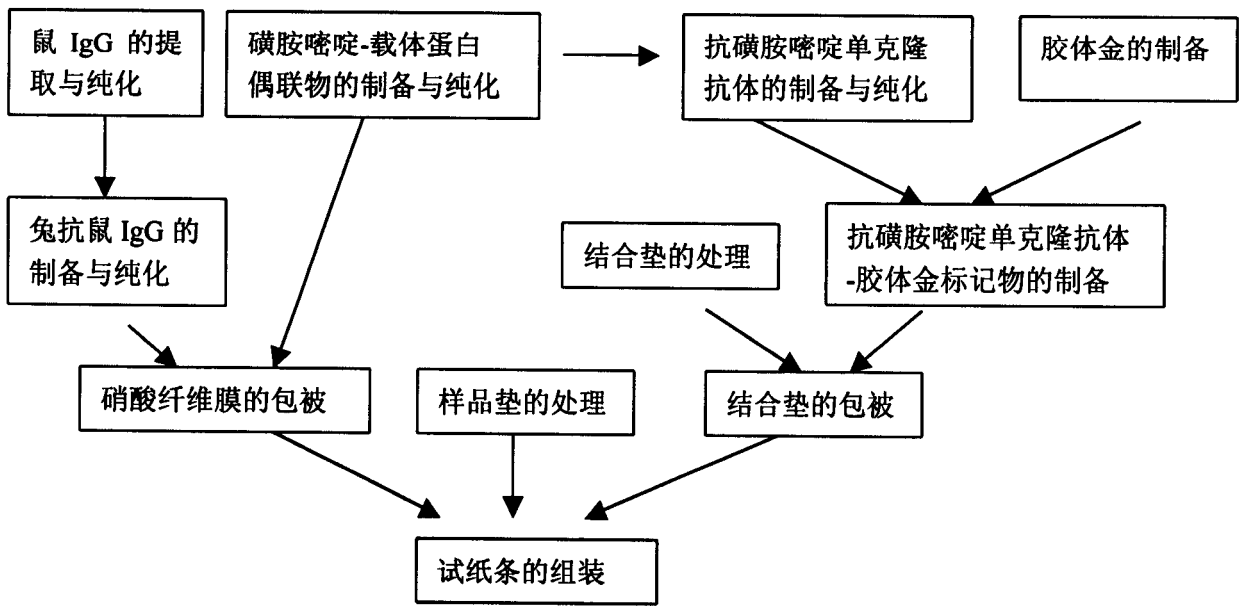 鼠 IgG 的提
取与纯化
磺胺嘧啶-载体蛋白
偶联物的制备与纯化
抗磺胺嘧啶单克隆
抗体的制备与纯化
胶体金的制备
兔抗鼠 IgG 的
制备与纯化
结合垫的处理
抗磺胺嘧啶单克隆抗体
-胶体金标记物的制备
硝酸纤维膜的包被
样品垫的处理
结合垫的包被
试纸条的组装